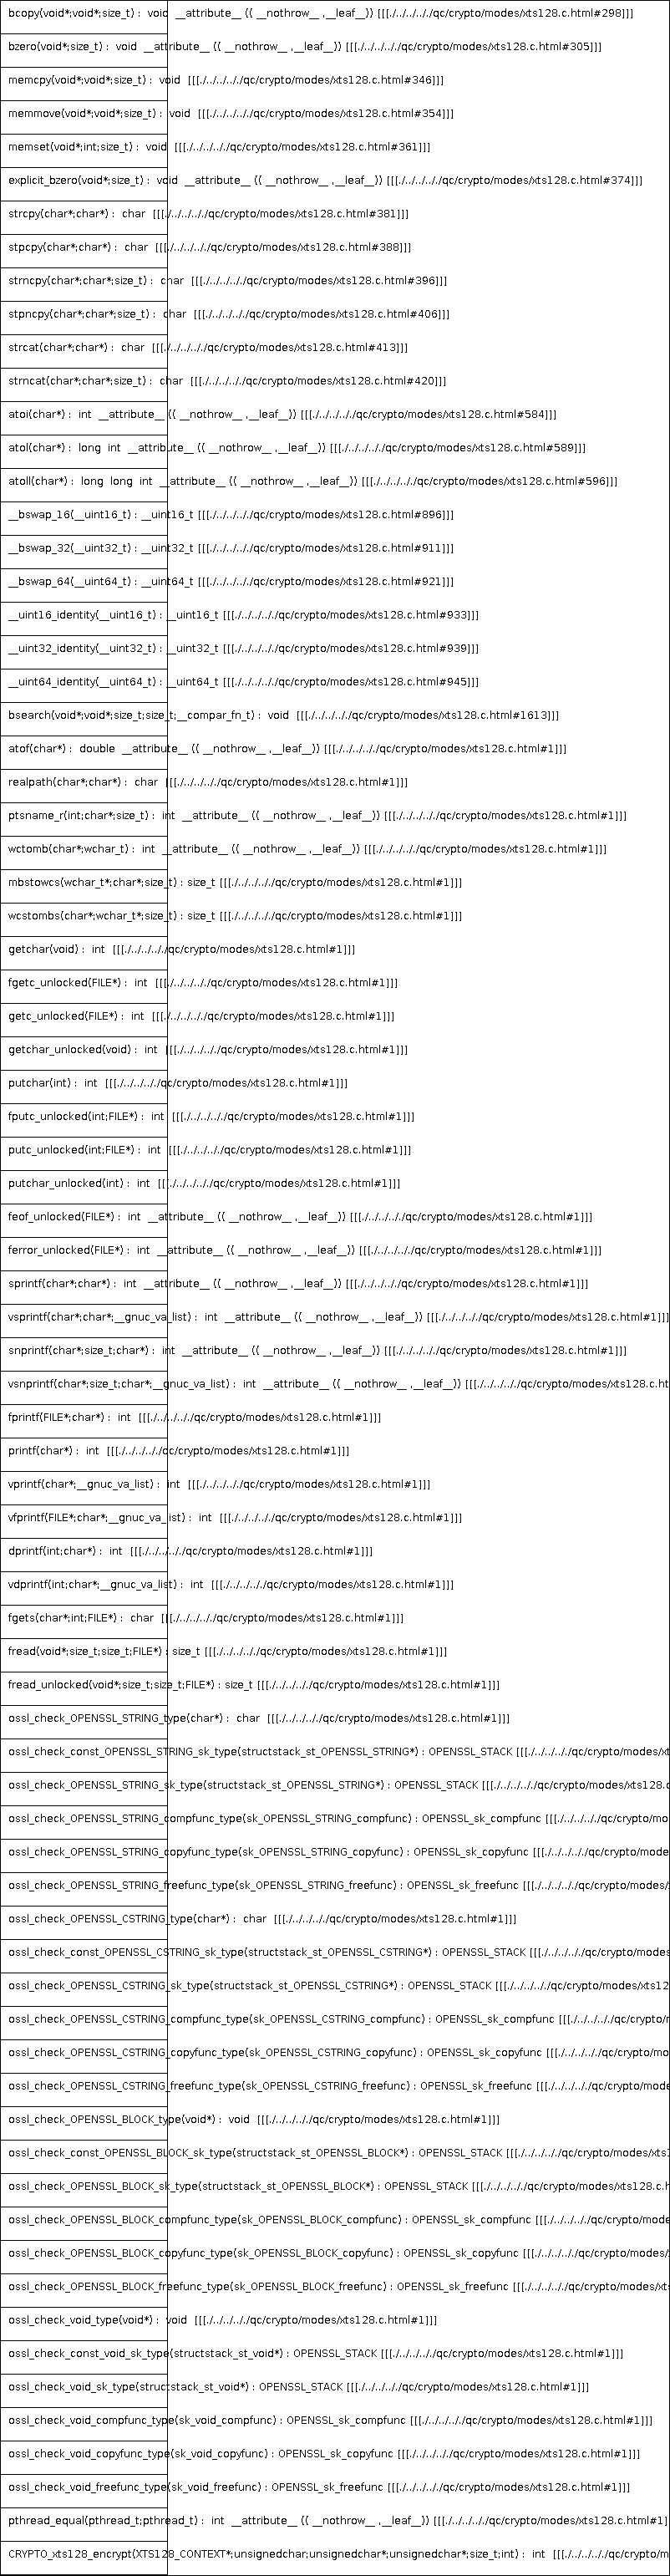 bcopy(void*;void*;size_t) : void __attribute__ (( __nothrow__ ,__leaf__)) [[[./../../../qc/crypto/modes/xts128.c.html#298]]]
bzero(void*;size_t) : void __attribute__ (( __nothrow__ ,__leaf__)) [[[./../../../qc/crypto/modes/xts128.c.html#305]]]
memcpy(void*;void*;size_t) : void [[[./../../../qc/crypto/modes/xts128.c.html#346]]]
memmove(void*;void*;size_t) : void [[[./../../../qc/crypto/modes/xts128.c.html#354]]]
memset(void*;int;size_t) : void [[[./../../../qc/crypto/modes/xts128.c.html#361]]]
explicit_bzero(void*;size_t) : void __attribute__ (( __nothrow__ ,__leaf__)) [[[./../../../qc/crypto/modes/xts128.c.html#374]]]
strcpy(char*;char*) : char [[[./../../../qc/crypto/modes/xts128.c.html#381]]]
stpcpy(char*;char*) : char [[[./../../../qc/crypto/modes/xts128.c.html#388]]]
strncpy(char*;char*;size_t) : char [[[./../../../qc/crypto/modes/xts128.c.html#396]]]
stpncpy(char*;char*;size_t) : char [[[./../../../qc/crypto/modes/xts128.c.html#406]]]
strcat(char*;char*) : char [[[./../../../qc/crypto/modes/xts128.c.html#413]]]
strncat(char*;char*;size_t) : char [[[./../../../qc/crypto/modes/xts128.c.html#420]]]
atoi(char*) : int __attribute__ (( __nothrow__ ,__leaf__)) [[[./../../../qc/crypto/modes/xts128.c.html#584]]]
atol(char*) : long int __attribute__ (( __nothrow__ ,__leaf__)) [[[./../../../qc/crypto/modes/xts128.c.html#589]]]
atoll(char*) : long long int __attribute__ (( __nothrow__ ,__leaf__)) [[[./../../../qc/crypto/modes/xts128.c.html#596]]]
__bswap_16(__uint16_t) : __uint16_t [[[./../../../qc/crypto/modes/xts128.c.html#896]]]
__bswap_32(__uint32_t) : __uint32_t [[[./../../../qc/crypto/modes/xts128.c.html#911]]]
__bswap_64(__uint64_t) : __uint64_t [[[./../../../qc/crypto/modes/xts128.c.html#921]]]
__uint16_identity(__uint16_t) : __uint16_t [[[./../../../qc/crypto/modes/xts128.c.html#933]]]
__uint32_identity(__uint32_t) : __uint32_t [[[./../../../qc/crypto/modes/xts128.c.html#939]]]
__uint64_identity(__uint64_t) : __uint64_t [[[./../../../qc/crypto/modes/xts128.c.html#945]]]
bsearch(void*;void*;size_t;size_t;__compar_fn_t) : void [[[./../../../qc/crypto/modes/xts128.c.html#1613]]]
atof(char*) : double __attribute__ (( __nothrow__ ,__leaf__)) [[[./../../../qc/crypto/modes/xts128.c.html#1]]]
realpath(char*;char*) : char [[[./../../../qc/crypto/modes/xts128.c.html#1]]]
ptsname_r(int;char*;size_t) : int __attribute__ (( __nothrow__ ,__leaf__)) [[[./../../../qc/crypto/modes/xts128.c.html#1]]]
wctomb(char*;wchar_t) : int __attribute__ (( __nothrow__ ,__leaf__)) [[[./../../../qc/crypto/modes/xts128.c.html#1]]]
mbstowcs(wchar_t*;char*;size_t) : size_t [[[./../../../qc/crypto/modes/xts128.c.html#1]]]
wcstombs(char*;wchar_t*;size_t) : size_t [[[./../../../qc/crypto/modes/xts128.c.html#1]]]
getchar(void) : int [[[./../../../qc/crypto/modes/xts128.c.html#1]]]
fgetc_unlocked(FILE*) : int [[[./../../../qc/crypto/modes/xts128.c.html#1]]]
getc_unlocked(FILE*) : int [[[./../../../qc/crypto/modes/xts128.c.html#1]]]
getchar_unlocked(void) : int [[[./../../../qc/crypto/modes/xts128.c.html#1]]]
putchar(int) : int [[[./../../../qc/crypto/modes/xts128.c.html#1]]]
fputc_unlocked(int;FILE*) : int [[[./../../../qc/crypto/modes/xts128.c.html#1]]]
putc_unlocked(int;FILE*) : int [[[./../../../qc/crypto/modes/xts128.c.html#1]]]
putchar_unlocked(int) : int [[[./../../../qc/crypto/modes/xts128.c.html#1]]]
feof_unlocked(FILE*) : int __attribute__ (( __nothrow__ ,__leaf__)) [[[./../../../qc/crypto/modes/xts128.c.html#1]]]
ferror_unlocked(FILE*) : int __attribute__ (( __nothrow__ ,__leaf__)) [[[./../../../qc/crypto/modes/xts128.c.html#1]]]
sprintf(char*;char*) : int __attribute__ (( __nothrow__ ,__leaf__)) [[[./../../../qc/crypto/modes/xts128.c.html#1]]]
vsprintf(char*;char*;__gnuc_va_list) : int __attribute__ (( __nothrow__ ,__leaf__)) [[[./../../../qc/crypto/modes/xts128.c.html#1]]]
snprintf(char*;size_t;char*) : int __attribute__ (( __nothrow__ ,__leaf__)) [[[./../../../qc/crypto/modes/xts128.c.html#1]]]
vsnprintf(char*;size_t;char*;__gnuc_va_list) : int __attribute__ (( __nothrow__ ,__leaf__)) [[[./../../../qc/crypto/modes/xts128.c.ht
fprintf(FILE*;char*) : int [[[./../../../qc/crypto/modes/xts128.c.html#1]]]
printf(char*) : int [[[./../../../qc/crypto/modes/xts128.c.html#1]]]
vprintf(char*;__gnuc_va_list) : int [[[./../../../qc/crypto/modes/xts128.c.html#1]]]
vfprintf(FILE*;char*;__gnuc_va_list) : int [[[./../../../qc/crypto/modes/xts128.c.html#1]]]
dprintf(int;char*) : int [[[./../../../qc/crypto/modes/xts128.c.html#1]]]
vdprintf(int;char*;__gnuc_va_list) : int [[[./../../../qc/crypto/modes/xts128.c.html#1]]]
fgets(char*;int;FILE*) : char [[[./../../../qc/crypto/modes/xts128.c.html#1]]]
fread(void*;size_t;size_t;FILE*) : size_t [[[./../../../qc/crypto/modes/xts128.c.html#1]]]
fread_unlocked(void*;size_t;size_t;FILE*) : size_t [[[./../../../qc/crypto/modes/xts128.c.html#1]]]
ossl_check_OPENSSL_STRING_type(char*) : char [[[./../../../qc/crypto/modes/xts128.c.html#1]]]
ossl_check_const_OPENSSL_STRING_sk_type(structstack_st_OPENSSL_STRING*) : OPENSSL_STACK [[[./../../../qc/crypto/modes/xt
ossl_check_OPENSSL_STRING_sk_type(structstack_st_OPENSSL_STRING*) : OPENSSL_STACK [[[./../../../qc/crypto/modes/xts128.c
ossl_check_OPENSSL_STRING_compfunc_type(sk_OPENSSL_STRING_compfunc) : OPENSSL_sk_compfunc [[[./../../../qc/crypto/mo
ossl_check_OPENSSL_STRING_copyfunc_type(sk_OPENSSL_STRING_copyfunc) : OPENSSL_sk_copyfunc [[[./../../../qc/crypto/mode
ossl_check_OPENSSL_STRING_freefunc_type(sk_OPENSSL_STRING_freefunc) : OPENSSL_sk_freefunc [[[./../../../qc/crypto/modes/
ossl_check_OPENSSL_CSTRING_type(char*) : char [[[./../../../qc/crypto/modes/xts128.c.html#1]]]
ossl_check_const_OPENSSL_CSTRING_sk_type(structstack_st_OPENSSL_CSTRING*) : OPENSSL_STACK [[[./../../../qc/crypto/modes
ossl_check_OPENSSL_CSTRING_sk_type(structstack_st_OPENSSL_CSTRING*) : OPENSSL_STACK [[[./../../../qc/crypto/modes/xts12
ossl_check_OPENSSL_CSTRING_compfunc_type(sk_OPENSSL_CSTRING_compfunc) : OPENSSL_sk_compfunc [[[./../../../qc/crypto/
ossl_check_OPENSSL_CSTRING_copyfunc_type(sk_OPENSSL_CSTRING_copyfunc) : OPENSSL_sk_copyfunc [[[./../../../qc/crypto/mo
ossl_check_OPENSSL_CSTRING_freefunc_type(sk_OPENSSL_CSTRING_freefunc) : OPENSSL_sk_freefunc [[[./../../../qc/crypto/mode
ossl_check_OPENSSL_BLOCK_type(void*) : void [[[./../../../qc/crypto/modes/xts128.c.html#1]]]
ossl_check_const_OPENSSL_BLOCK_sk_type(structstack_st_OPENSSL_BLOCK*) : OPENSSL_STACK [[[./../../../qc/crypto/modes/xts1
ossl_check_OPENSSL_BLOCK_sk_type(structstack_st_OPENSSL_BLOCK*) : OPENSSL_STACK [[[./../../../qc/crypto/modes/xts128.c.h
ossl_check_OPENSSL_BLOCK_compfunc_type(sk_OPENSSL_BLOCK_compfunc) : OPENSSL_sk_compfunc [[[./../../../qc/crypto/mode
ossl_check_OPENSSL_BLOCK_copyfunc_type(sk_OPENSSL_BLOCK_copyfunc) : OPENSSL_sk_copyfunc [[[./../../../qc/crypto/modes/
ossl_check_OPENSSL_BLOCK_freefunc_type(sk_OPENSSL_BLOCK_freefunc) : OPENSSL_sk_freefunc [[[./../../../qc/crypto/modes/xt
ossl_check_void_type(void*) : void [[[./../../../qc/crypto/modes/xts128.c.html#1]]]
ossl_check_const_void_sk_type(structstack_st_void*) : OPENSSL_STACK [[[./../../../qc/crypto/modes/xts128.c.html#1]]]
ossl_check_void_sk_type(structstack_st_void*) : OPENSSL_STACK [[[./../../../qc/crypto/modes/xts128.c.html#1]]]
ossl_check_void_compfunc_type(sk_void_compfunc) : OPENSSL_sk_compfunc [[[./../../../qc/crypto/modes/xts128.c.html#1]]]
ossl_check_void_copyfunc_type(sk_void_copyfunc) : OPENSSL_sk_copyfunc [[[./../../../qc/crypto/modes/xts128.c.html#1]]]
ossl_check_void_freefunc_type(sk_void_freefunc) : OPENSSL_sk_freefunc [[[./../../../qc/crypto/modes/xts128.c.html#1]]]
pthread_equal(pthread_t;pthread_t) : int __attribute__ (( __nothrow__ ,__leaf__)) [[[./../../../qc/crypto/modes/xts128.c.html#1]
CRYPTO_xts128_encrypt(XTS128_CONTEXT*;unsignedchar;unsignedchar*;unsignedchar*;size_t;int) : int [[[./../../../qc/crypto/m